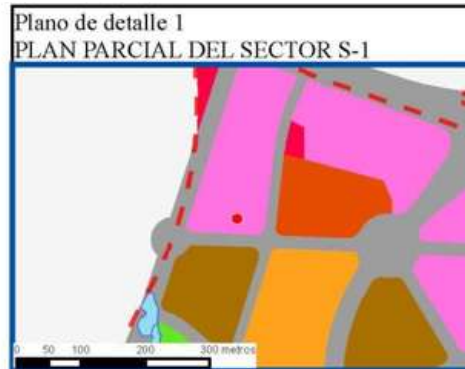 Plano de detalle 1
PLAN PARCIAL DEL SECTOR S-1
0 50 100 200 300 metros